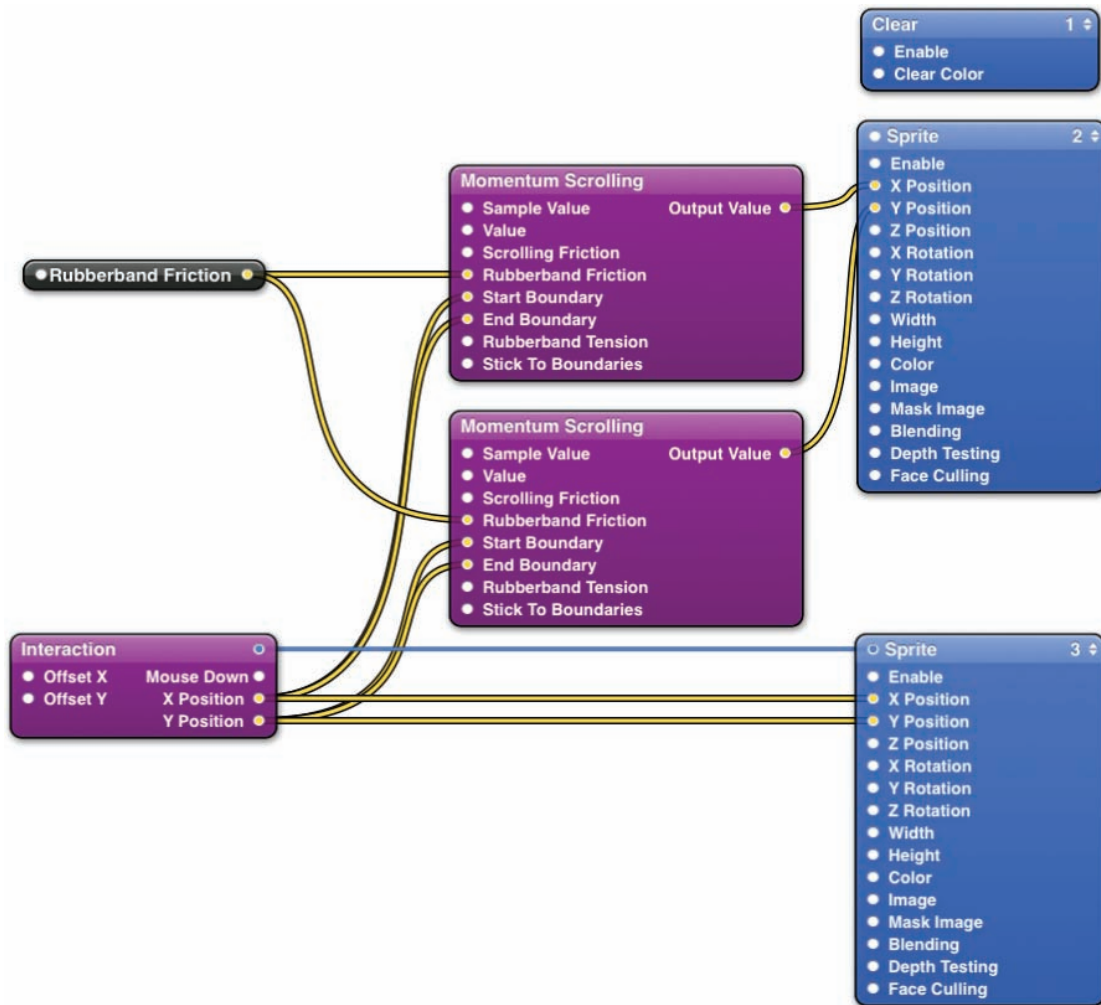 Clear 1
Enable
Clear Color
Sprite 2
Enable
X Position
Y Position
Z Position
X Rotation
Y Rotation
Z Rotation
Width
Height
Color
Image
Mask Image
Blending
Depth Testing
Face Culling
Momentum Scrolling
Sample Value Output Value
Value
Scrolling Friction
Rubberband Friction
Start Boundary
End Boundary
Rubberband Tension
Stick To Boundaries
Rubberband Friction
Momentum Scrolling
Sample Value Output Value
Value
Scrolling Friction
Rubberband Friction
Start Boundary
End Boundary
Rubberband Tension
Stick To Boundaries
Interaction
Offset X Mouse Down
Offset Y X Position
Y Position
Sprite 3
Enable
X Position
Y Position
Z Position
X Rotation
Y Rotation
Z Rotation
Width
Height
Color
Image
Mask Image
Blending
Depth Testing
Face Culling